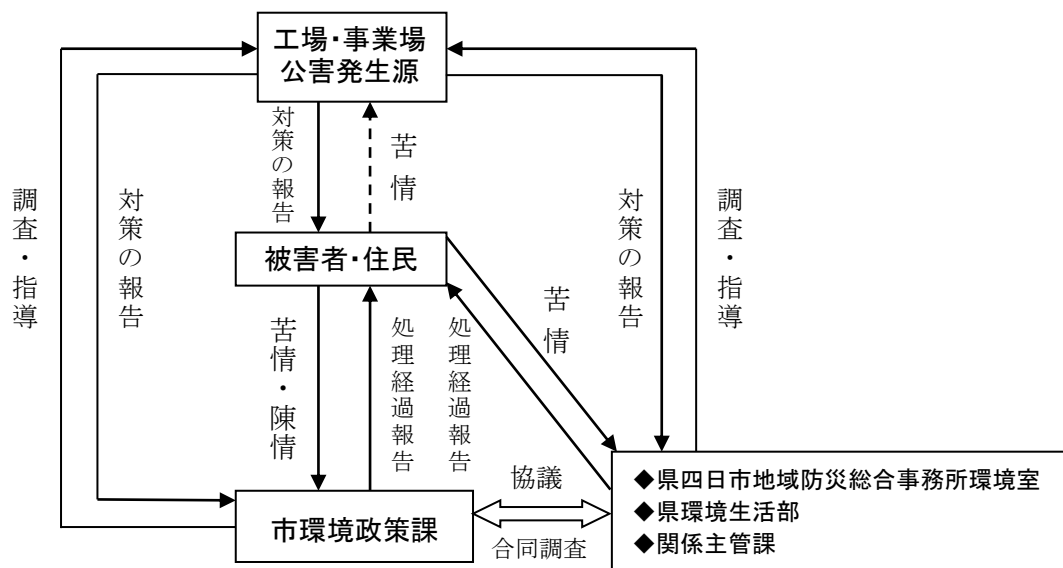 工場・事業場
公害発生源
対策の報告
苦情
調査・指導
対策の報告
対策の報告
調査・指導
被害者・住民
苦情・陳情
処理経過報告
処理経過報告
苦情
協議
合同調査
市環境政策課
◆県四日市地域防災総合事務所環境室
◆県環境生活部
◆関係主管課